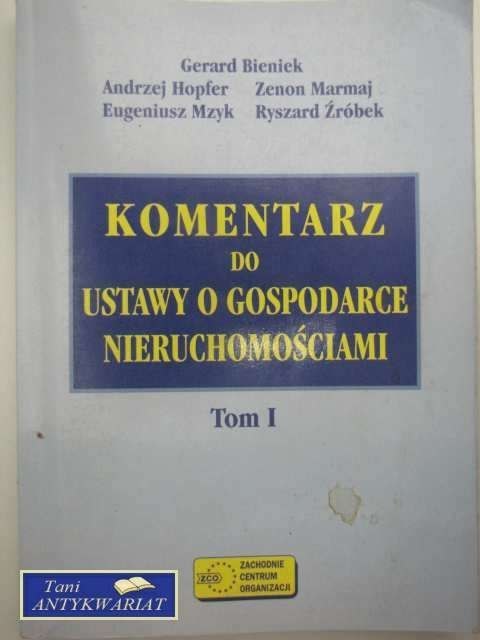 Gerard Bieniek
Andrzej Hopfer Zenon Marmaj
Eugeniusz Mzyk Ryszard Źróbek
KOMENTARZ
DO
USTAWY O GOSPODARCE
NIERUCHOMOŚCIAMI
Tom I
ZCO
ZACHODNIE
CENTRUM
ORGANIZACJI
Tani
ANTYKWARIAT